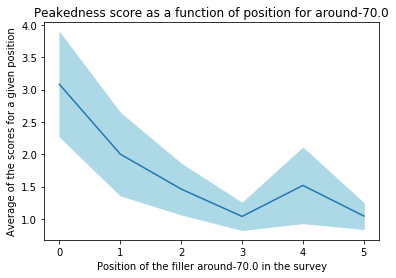 Peakedness score as a function of position for around-70.0
Average of the scores for a given position
4.0
3.5
3.0
2.5
2.0
1.5
1.0
0 1 2 3 4 5
Position of the filler around-70.0 in the survey